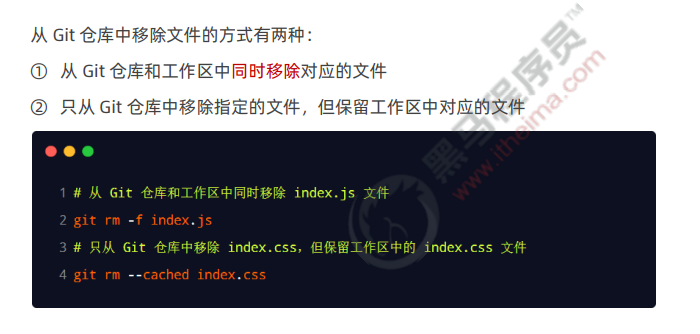 从 Git 仓库中移除文件的方式有两种：
① 从 Git 仓库和工作区中同时移除对应的文件
② 只从 Git 仓库中移除指定的文件，但保留工作区中对应的文件
1 # 从 Git 仓库和工作区中同时移除 index.js 文件
2 git rm -f index.js
3 # 只从 Git 仓库中移除 index.css，但保留工作区中的 index.css 文件
4 git rm --cached index.css
黑马程序员™
www.itheima.com